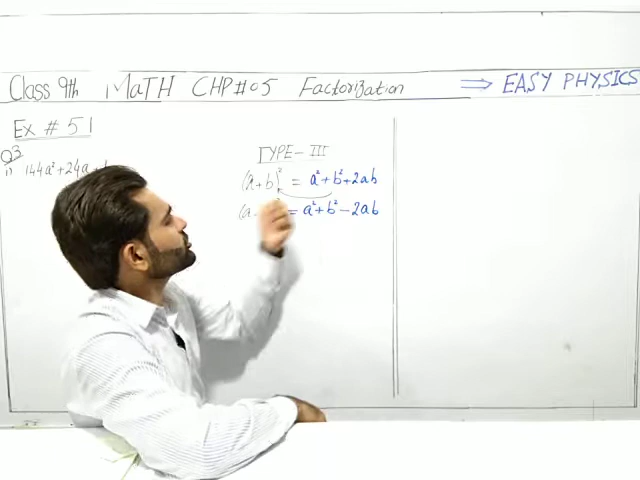 Class 9th MaTH CHP#05 Factorization ⇒ EASY PHYSICS
Ex # 51
Q3
TYPE-III
i) 144a²+24a+1
(a+b)² = a²+b²+2ab
(a- = a²+b²-2ab